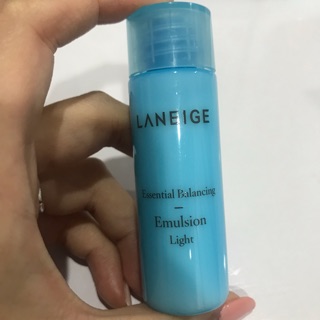 LANEIGE
Essential Balancing
Emulsion
Light